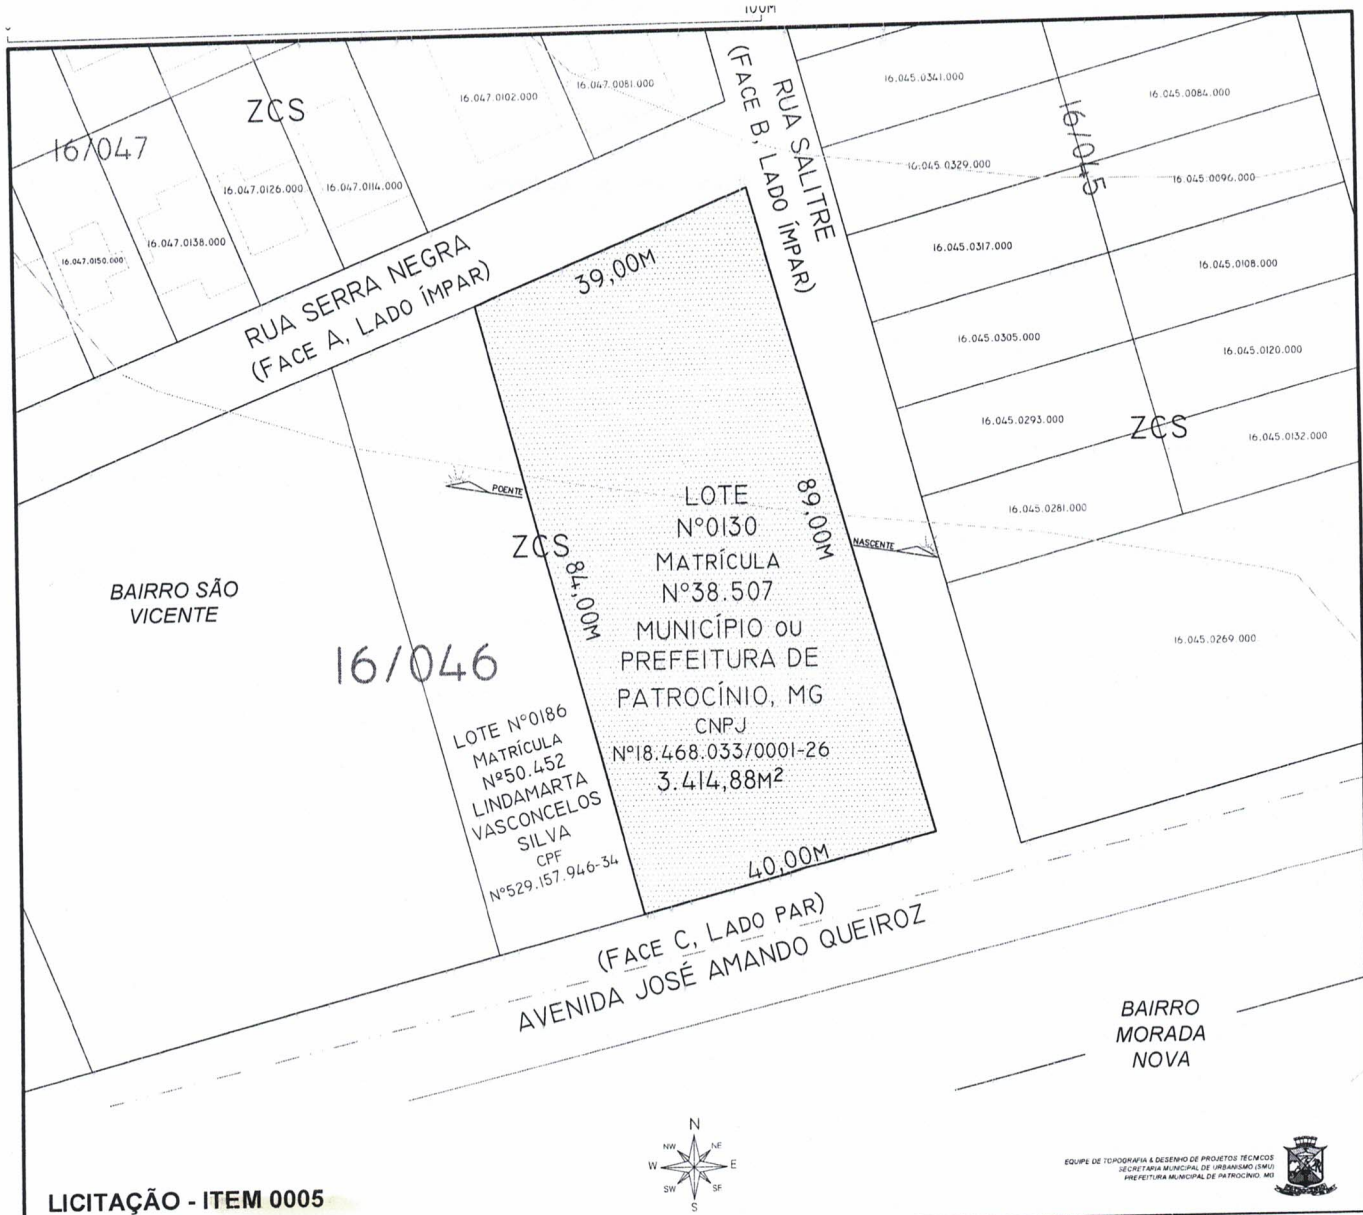 100M
16/047
ZCS
16.047.0102.000
16.047.0081.000
16.047.0126.000
16.047.0114.000
16.047.0138.000
16.047.0150.000
RUA SERRA NEGRA
(FACE A, LADO ÍMPAR)
RUA SALITRE
(FACE B, LADO ÍMPAR)
16.045.0341.000
16.045.0084.000
16/045
16.045.0329.000
16.045.0096.000
16.045.0317.000
16.045.0108.000
16.045.0305.000
16.045.0120.000
16.045.0293.000
ZCS
16.045.0132.000
16.045.0281.000
16.045.0269.000
39,00M
89,00M
84,00M
40,00M
POENTE
NASCENTE
ZCS
LOTE
N°0130
MATRÍCULA
N°38.507
MUNICÍPIO OU
PREFEITURA DE
PATROCÍNIO, MG
CNPJ
N°18.468.033/0001-26
3.414,88M²
BAIRRO SÃO
VICENTE
16/046
LOTE N°0186
MATRÍCULA
Nº50.452
LINDAMARTA
VASCONCELOS
SILVA
CPF
N°529.157.946-34
(FACE C, LADO PAR)
AVENIDA JOSÉ AMANDO QUEIROZ
BAIRRO
MORADA
NOVA
N
NW NE
W E
SW SE
S
EQUIPE DE TOPOGRAFIA & DESENHO DE PROJETOS TÉCNICOS
SECRETARIA MUNICIPAL DE URBANISMO (SMU)
PREFEITURA MUNICIPAL DE PATROCÍNIO, MG
LICITAÇÃO - ITEM 0005